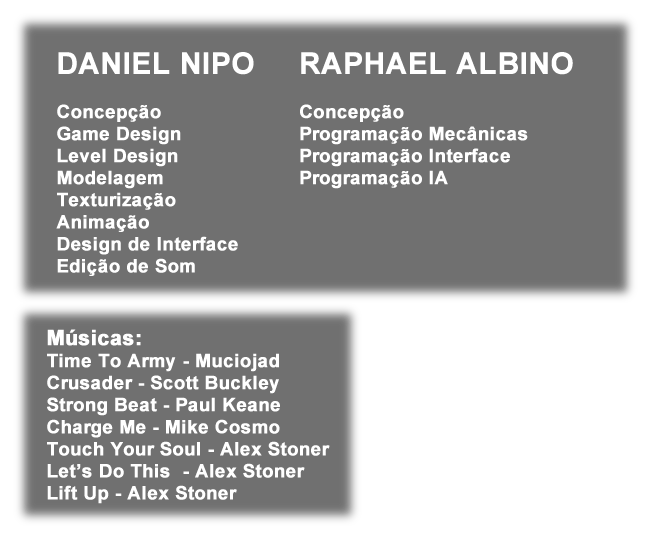 DANIEL NIPO
Concepção
Game Design
Level Design
Modelagem
Texturização
Animação
Design de Interface
Edição de Som
RAPHAEL ALBINO
Concepção
Programação Mecânicas
Programação Interface
Programação IA
Músicas:
Time To Army - Muciojad
Crusader - Scott Buckley
Strong Beat - Paul Keane
Charge Me - Mike Cosmo
Touch Your Soul - Alex Stoner
Let’s Do This  - Alex Stoner
Lift Up - Alex Stoner